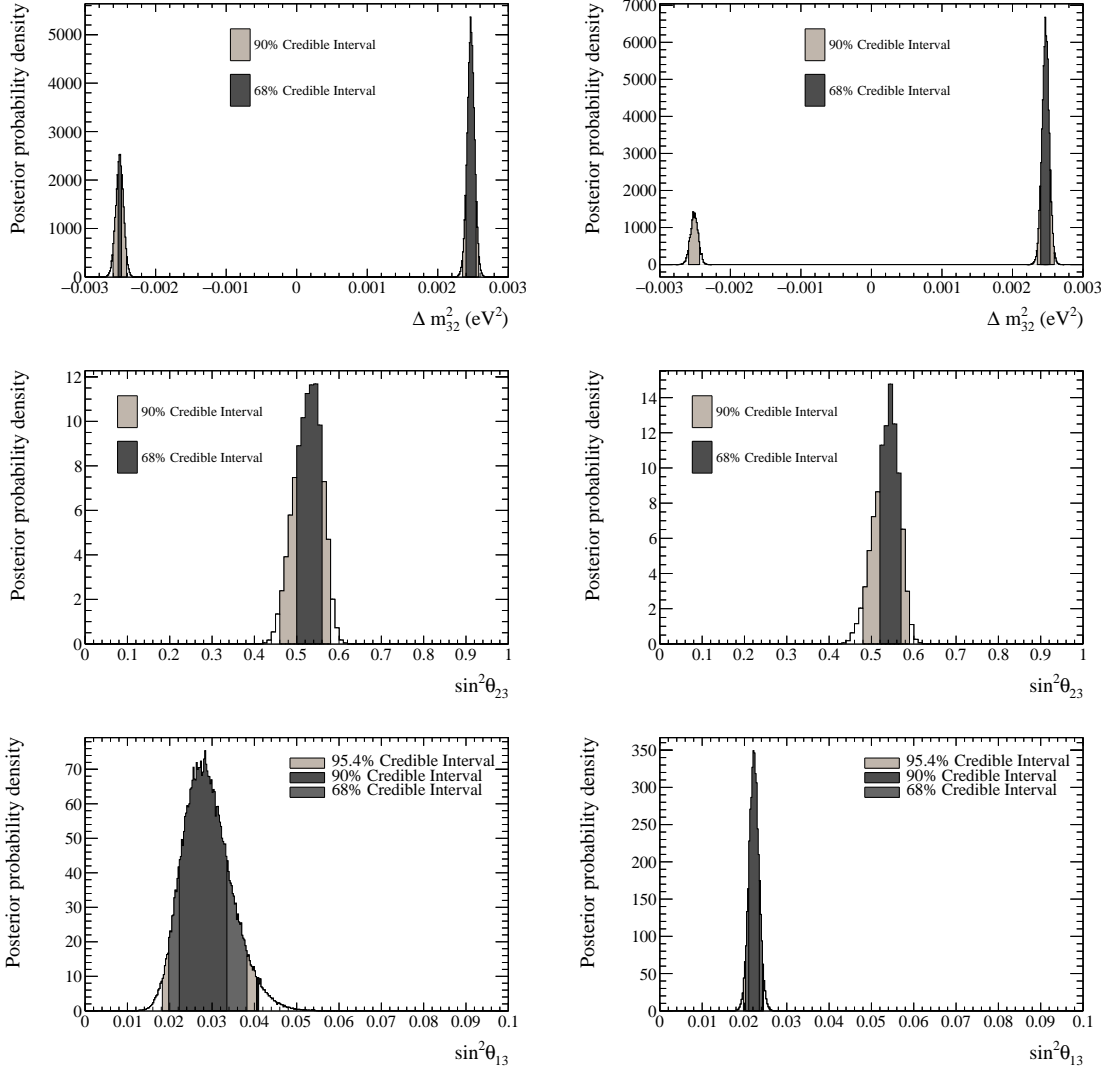 Posterior probability density
5000
4000
3000
2000
1000
0
90% Credible Interval
68% Credible Interval
−0.003 −0.002 −0.001 0 0.001 0.002 0.003
Δ m²₃₂ (eV²)
Posterior probability density
7000
6000
5000
4000
3000
2000
1000
0
90% Credible Interval
68% Credible Interval
−0.003 −0.002 −0.001 0 0.001 0.002 0.003
Δ m²₃₂ (eV²)
Posterior probability density
12
10
8
6
4
2
0
90% Credible Interval
68% Credible Interval
0 0.1 0.2 0.3 0.4 0.5 0.6 0.7 0.8 0.9 1
sin²θ₂₃
Posterior probability density
14
12
10
8
6
4
2
0
90% Credible Interval
68% Credible Interval
0 0.1 0.2 0.3 0.4 0.5 0.6 0.7 0.8 0.9 1
sin²θ₂₃
Posterior probability density
70
60
50
40
30
20
10
0
95.4% Credible Interval
90% Credible Interval
68% Credible Interval
0 0.01 0.02 0.03 0.04 0.05 0.06 0.07 0.08 0.09 0.1
sin²θ₁₃
Posterior probability density
350
300
250
200
150
100
50
0
95.4% Credible Interval
90% Credible Interval
68% Credible Interval
0 0.01 0.02 0.03 0.04 0.05 0.06 0.07 0.08 0.09 0.1
sin²θ₁₃